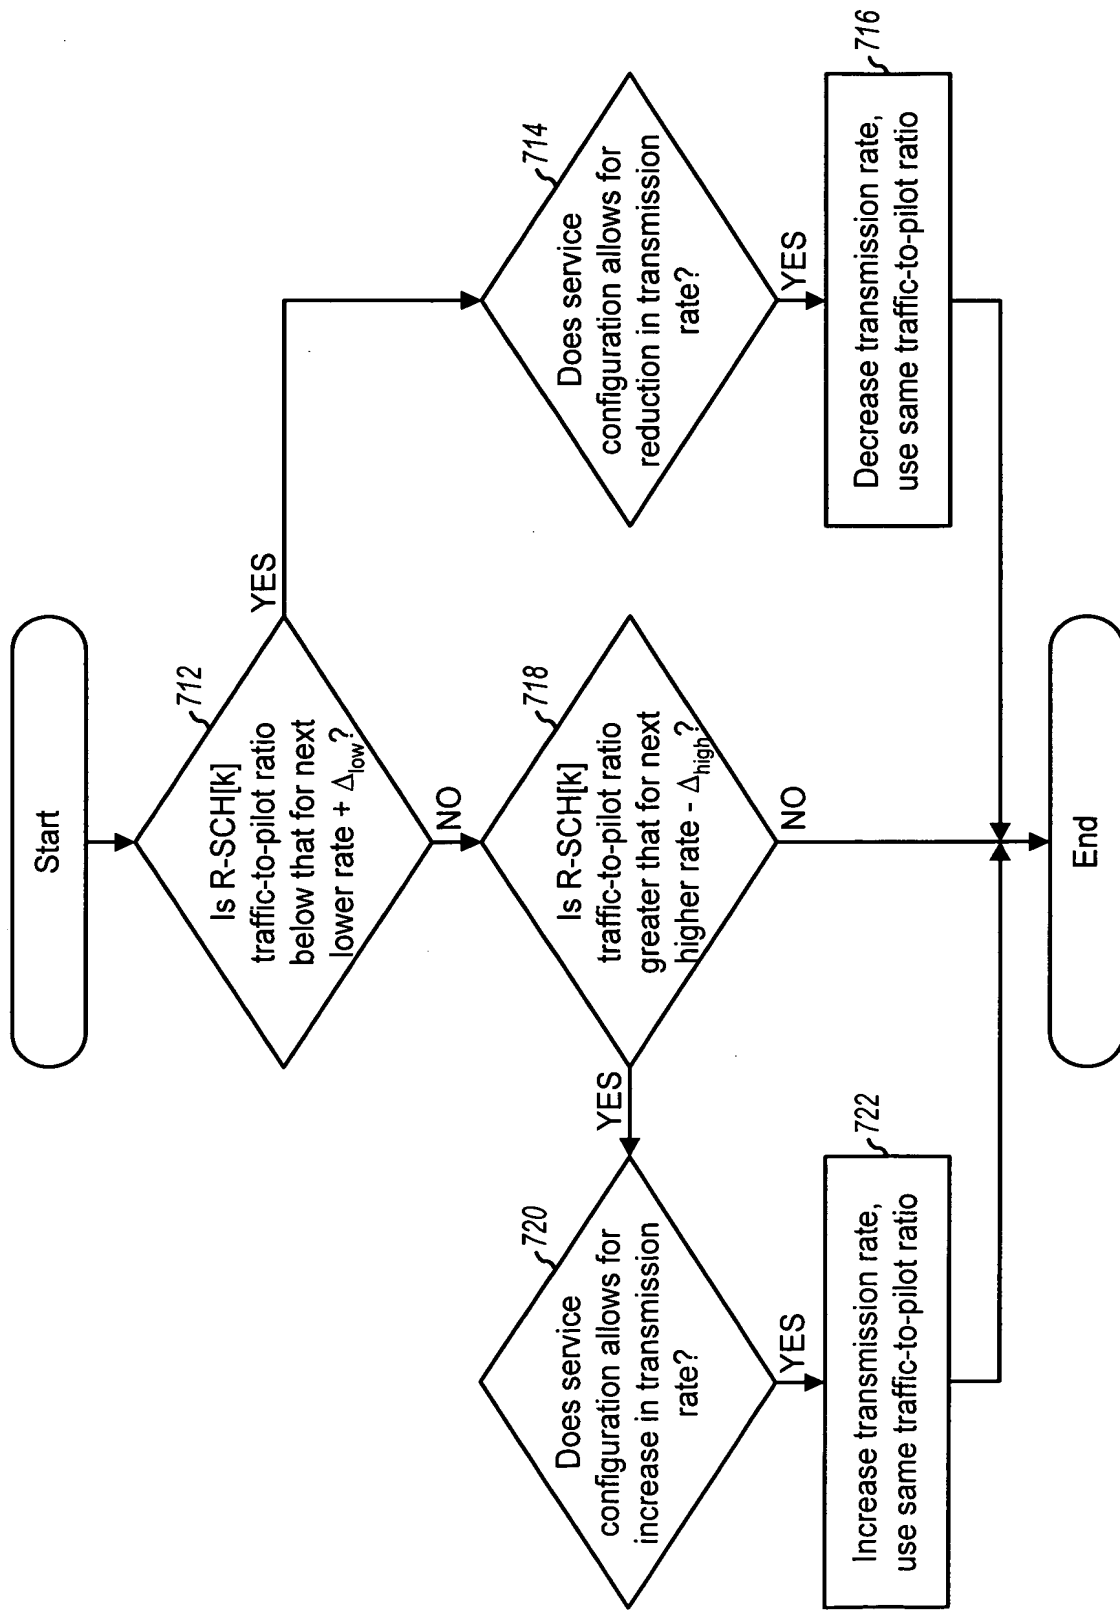 Start
712
Is R-SCH[k]
traffic-to-pilot ratio
below that for next
lower rate + Δlow?
YES
NO
714
Does service
configuration allows for
reduction in transmission
rate?
YES
716
Decrease transmission rate,
use same traffic-to-pilot ratio
718
Is R-SCH[k]
traffic-to-pilot ratio
greater that for next
higher rate - Δhigh?
YES
NO
720
Does service
configuration allows for
increase in transmission
rate?
YES
722
Increase transmission rate,
use same traffic-to-pilot ratio
End